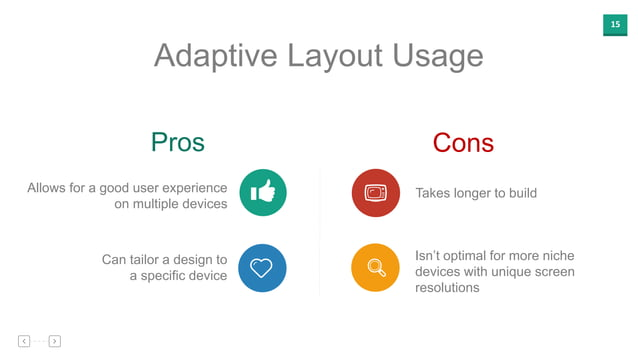 15
Adaptive Layout Usage
Pros
Allows for a good user experience
on multiple devices
Can tailor a design to
a specific device
Cons
Takes longer to build
Isn’t optimal for more niche
devices with unique screen
resolutions